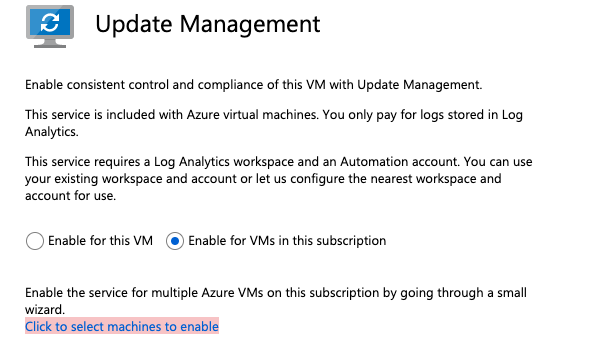 Update Management
Enable consistent control and compliance of this VM with Update Management.
This service is included with Azure virtual machines. You only pay for logs stored in Log
Analytics.
This service requires a Log Analytics workspace and an Automation account. You can use
your existing workspace and account or let us configure the nearest workspace and
account for use.
Enable for this VM Enable for VMs in this subscription
Enable the service for multiple Azure VMs on this subscription by going through a small
wizard.
Click to select machines to enable